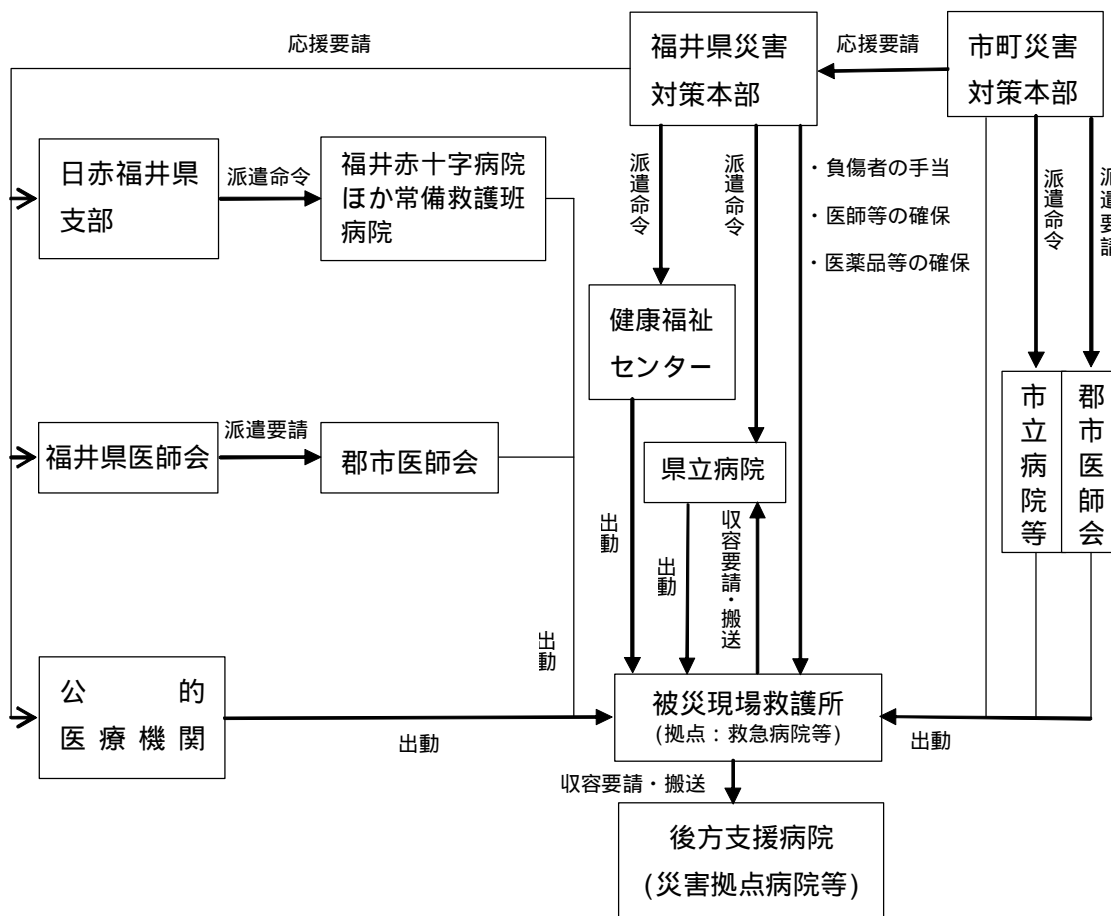 応援要請
福井県災害
対策本部
応援要請
市町災害
対策本部
日赤福井県
支部
派遣命令
福井赤十字病院
ほか常備救護班
病院
派遣命令
派遣命令
・負傷者の手当
・医師等の確保
・医薬品等の確保
派遣命令
派遣要請
健康福祉
センター
福井県医師会
派遣要請
郡市医師会
県立病院
市立病院等
郡市医師会
出動
出動
収容要請・搬送
出動
公的
医療機関
出動
被災現場救護所
(拠点：救急病院等)
出動
収容要請・搬送
後方支援病院
(災害拠点病院等)